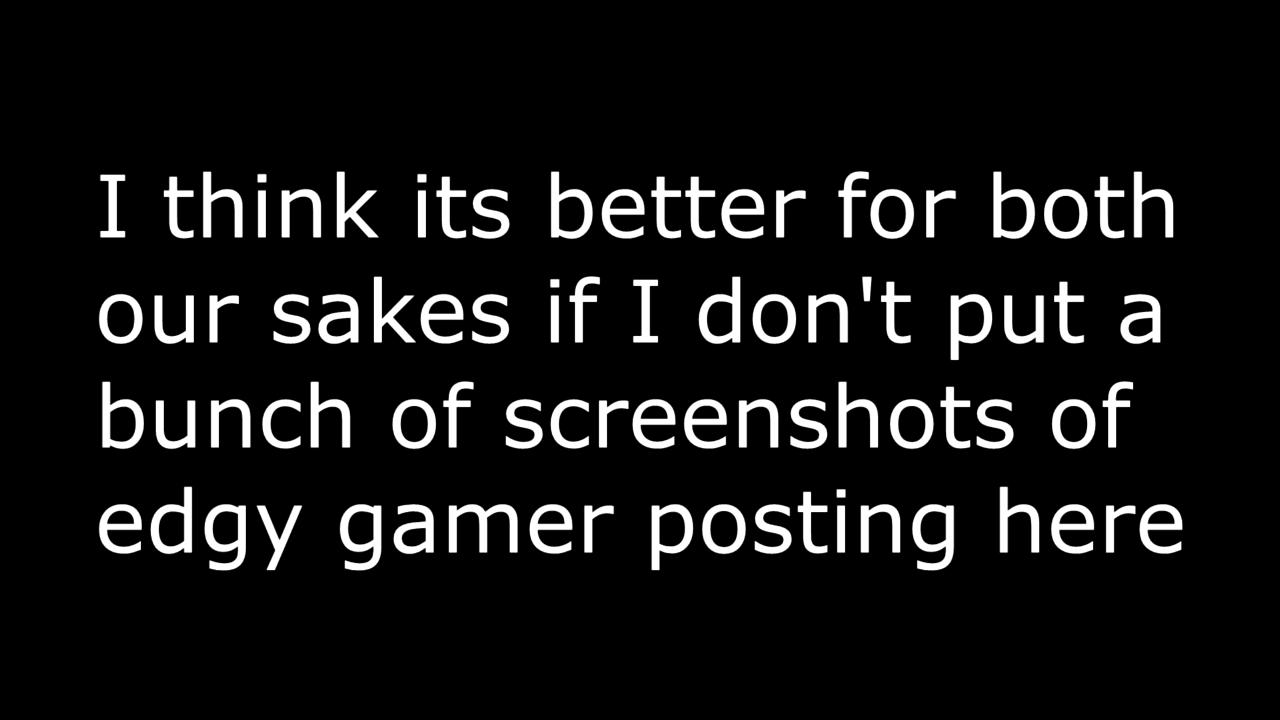 I think its better for both
our sakes if I don't put a
bunch of screenshots of
edgy gamer posting here